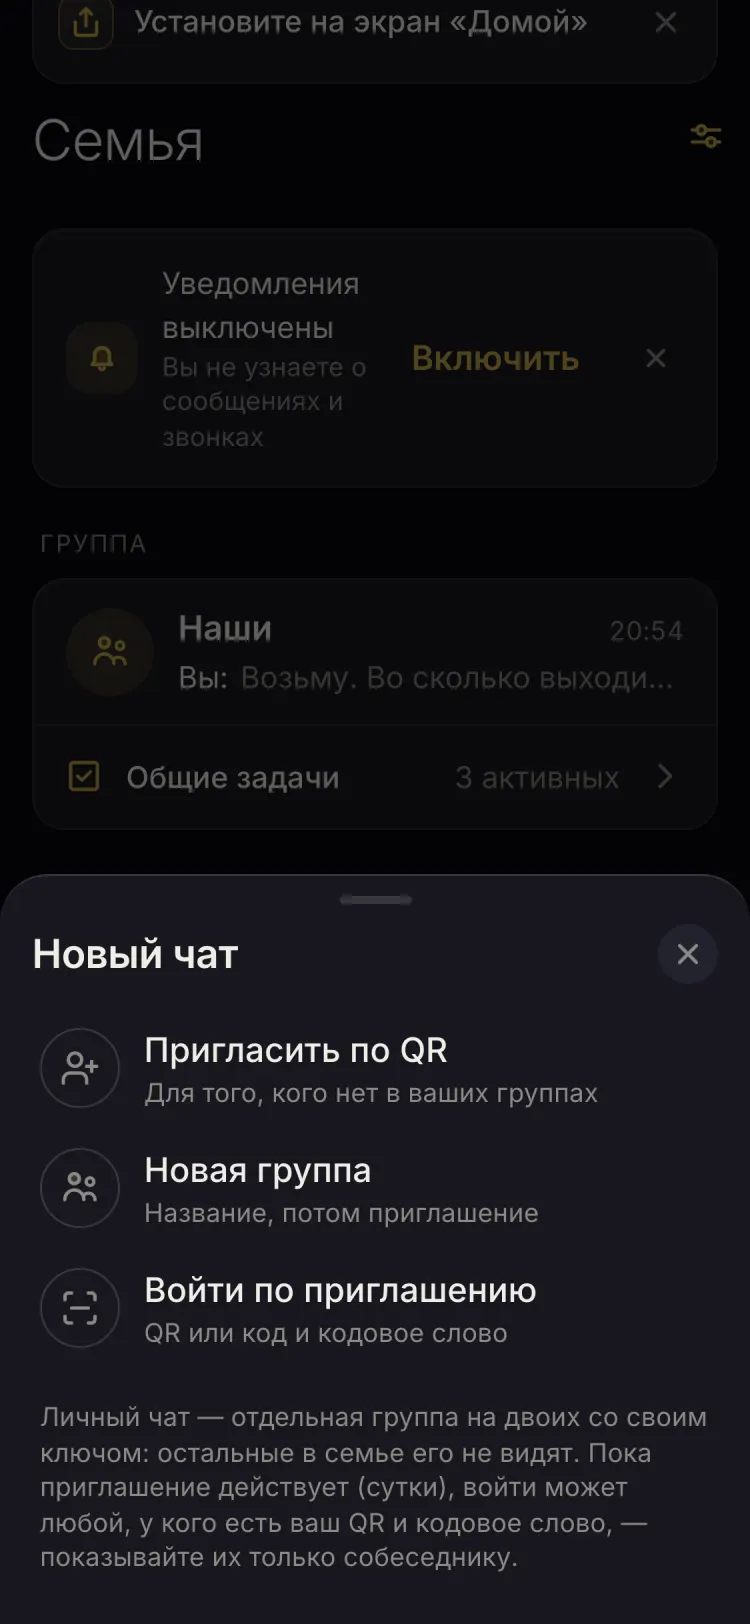 Установите на экран «Домой»
Семья
Уведомления
выключены
Вы не узнаете о
сообщениях и
звонках
Включить
ГРУППА
Наши
20:54
Вы: Возьму. Во сколько выходи...
Общие задачи
3 активных
Новый чат
Пригласить по QR
Для того, кого нет в ваших группах
Новая группа
Название, потом приглашение
Войти по приглашению
QR или код и кодовое слово
Личный чат — отдельная группа на двоих со своим
ключом: остальные в семье его не видят. Пока
приглашение действует (сутки), войти может
любой, у кого есть ваш QR и кодовое слово, —
показывайте их только собеседнику.